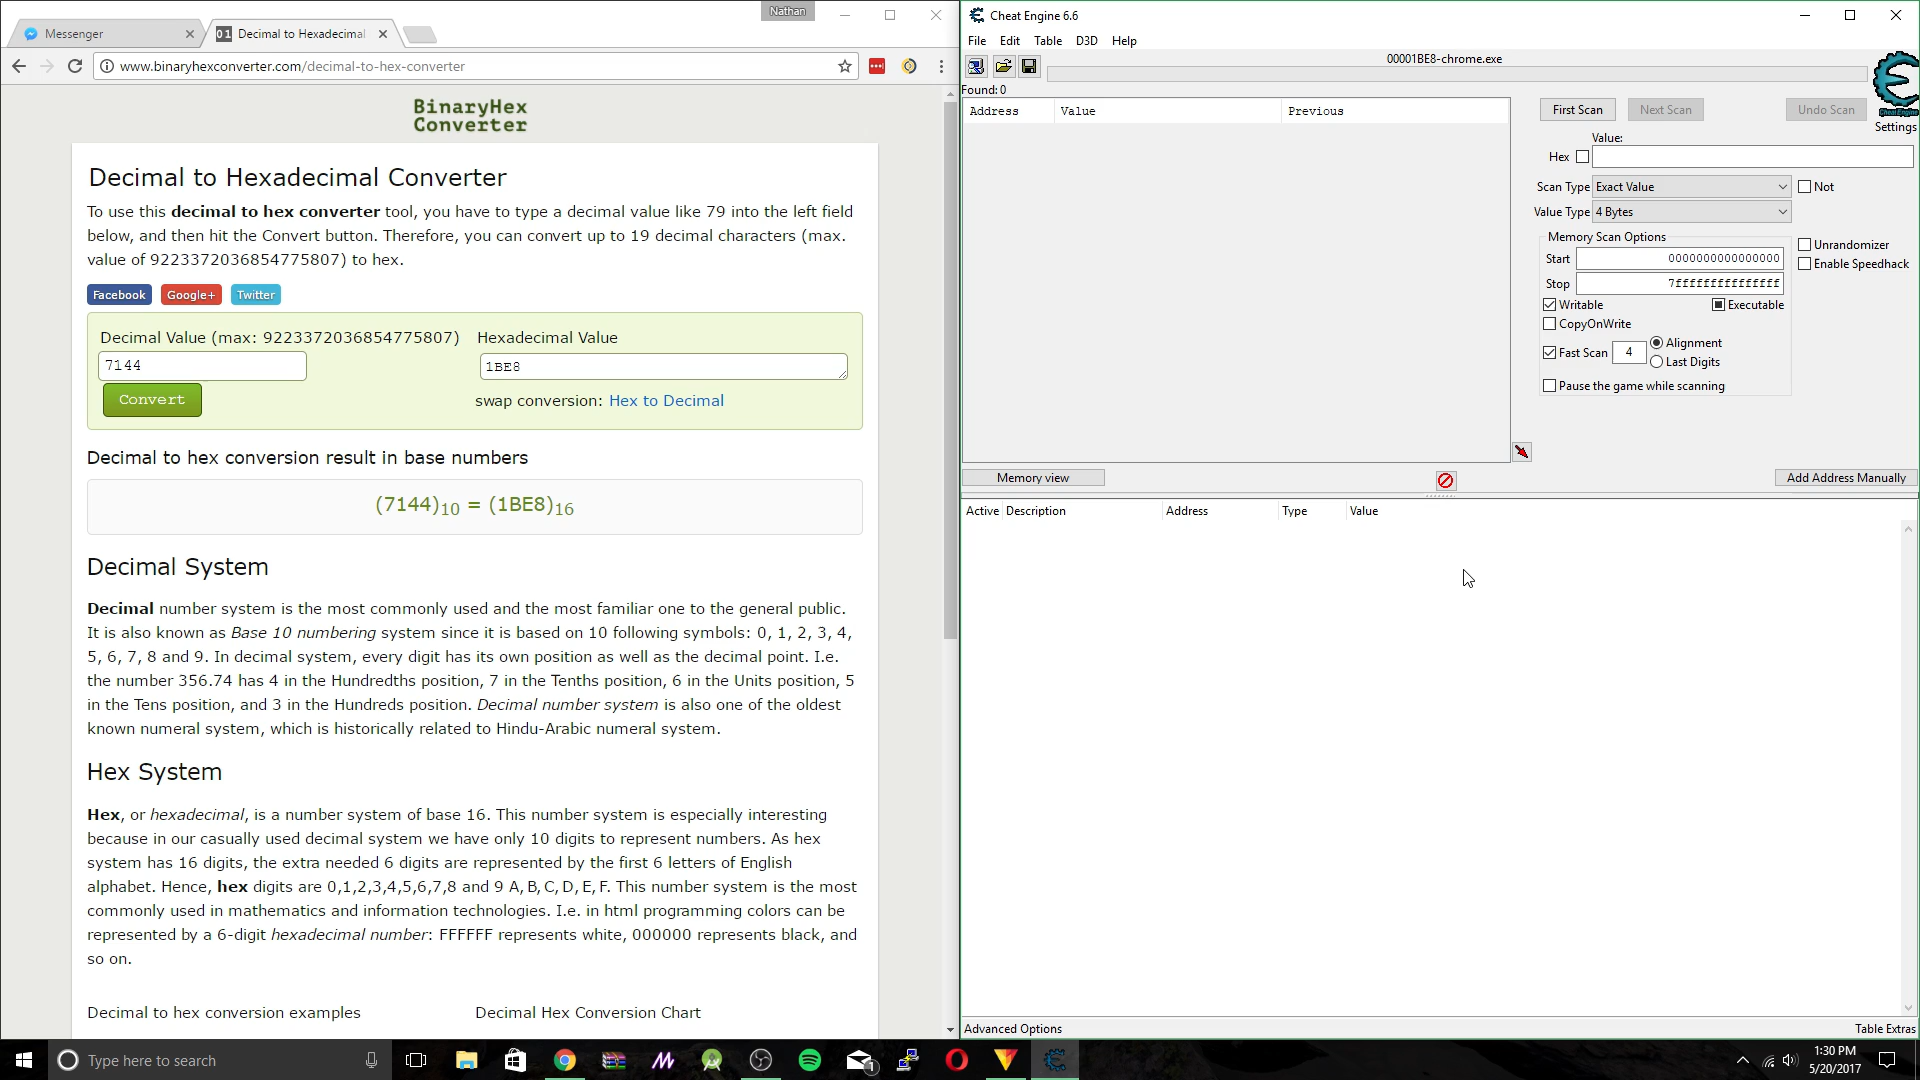 Nathan
Messenger
Decimal to Hexadecimal
www.binaryhexconverter.com/decimal-to-hex-converter
BinaryHex
Converter
Decimal to Hexadecimal Converter
To use this decimal to hex converter tool, you have to type a decimal value like 79 into the left field
below, and then hit the Convert button. Therefore, you can convert up to 19 decimal characters (max.
value of 9223372036854775807) to hex.
Facebook Google+ Twitter
Decimal Value (max: 9223372036854775807) Hexadecimal Value
7144 1BE8
Convert swap conversion: Hex to Decimal
Decimal to hex conversion result in base numbers
(7144)10 = (1BE8)16
Decimal System
Decimal number system is the most commonly used and the most familiar one to the general public.
It is also known as Base 10 numbering system since it is based on 10 following symbols: 0, 1, 2, 3, 4,
5, 6, 7, 8 and 9. In decimal system, every digit has its own position as well as the decimal point. I.e.
the number 356.74 has 4 in the Hundredths position, 7 in the Tenths position, 6 in the Units position, 5
in the Tens position, and 3 in the Hundreds position. Decimal number system is also one of the oldest
known numeral system, which is historically related to Hindu-Arabic numeral system.
Hex System
Hex, or hexadecimal, is a number system of base 16. This number system is especially interesting
because in our casually used decimal system we have only 10 digits to represent numbers. As hex
system has 16 digits, the extra needed 6 digits are represented by the first 6 letters of English
alphabet. Hence, hex digits are 0,1,2,3,4,5,6,7,8 and 9 A,B,C,D,E,F. This number system is the most
commonly used in mathematics and information technologies. I.e. in html programming colors can be
represented by a 6-digit hexadecimal number: FFFFFF represents white, 000000 represents black, and
so on.
Decimal to hex conversion examples Decimal Hex Conversion Chart
Cheat Engine 6.6
File Edit Table D3D Help
00001BE8-chrome.exe
Found: 0
Address Value Previous
First Scan Next Scan Undo Scan
Cheat Engine
Settings
Value:
Hex
Scan Type Exact Value Not
Value Type 4 Bytes
Memory Scan Options
Start 0000000000000000
Stop 7fffffffffffffff
Unrandomizer
Enable Speedhack
Writable Executable
CopyOnWrite
Fast Scan 4 Alignment
Last Digits
Pause the game while scanning
Memory view Add Address Manually
Active Description Address Type Value
Advanced Options Table Extras
Type here to search
1
1:30 PM
5/20/2017